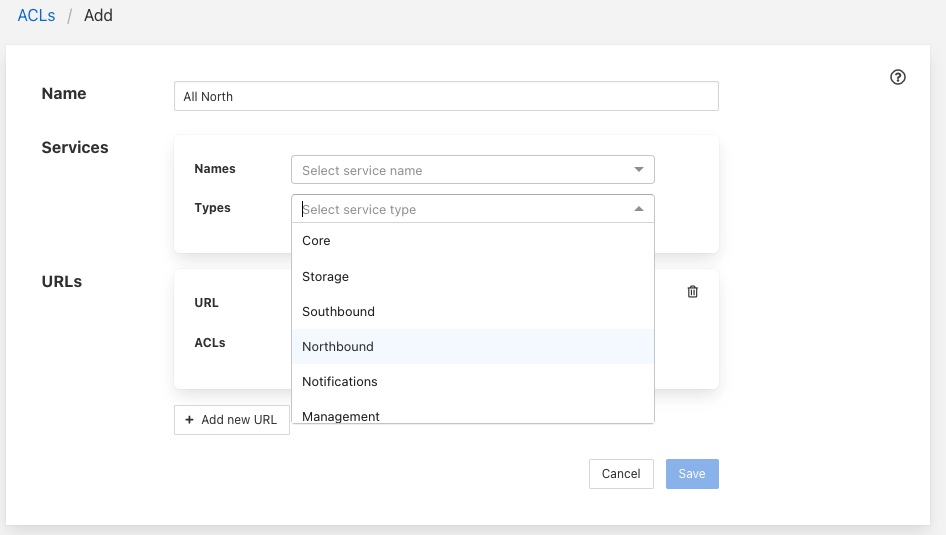 ACLs / Add
Name
All North
Services
Names
Select service name
Types
Select service type
Core
Storage
Southbound
Northbound
Notifications
Management
URLs
URL
ACLs
+ Add new URL
Cancel
Save